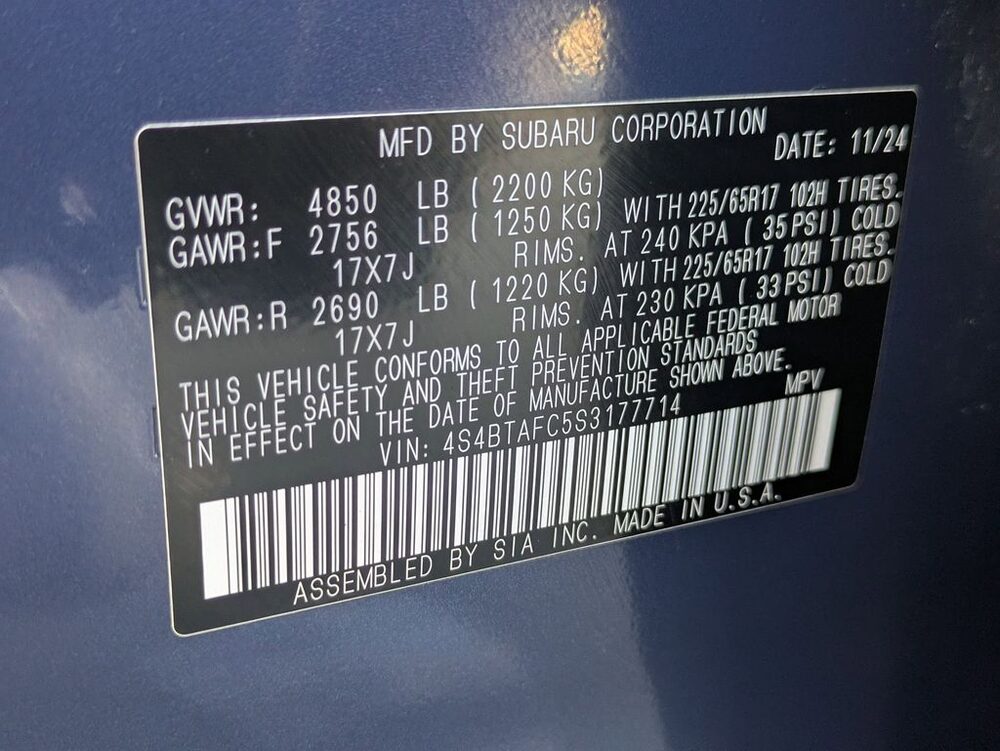 MFD BY SUBARU CORPORATION DATE: 11/24
GVWR: 4850 LB ( 2200 KG)
GAWR:F 2756 LB ( 1250 KG) WITH 225/65R17 102H TIRES.
17X7J RIMS. AT 240 KPA ( 35 PSI) COLD
GAWR:R 2690 LB ( 1220 KG) WITH 225/65R17 102H TIRES.
17X7J RIMS. AT 230 KPA ( 33 PSI) COLD
THIS VEHICLE CONFORMS TO ALL APPLICABLE FEDERAL MOTOR
VEHICLE SAFETY AND THEFT PREVENTION STANDARDS
IN EFFECT ON THE DATE OF MANUFACTURE SHOWN ABOVE.
VIN: 4S4BTAFC5S3177714 MPV
ASSEMBLED BY SIA INC. MADE IN U.S.A.